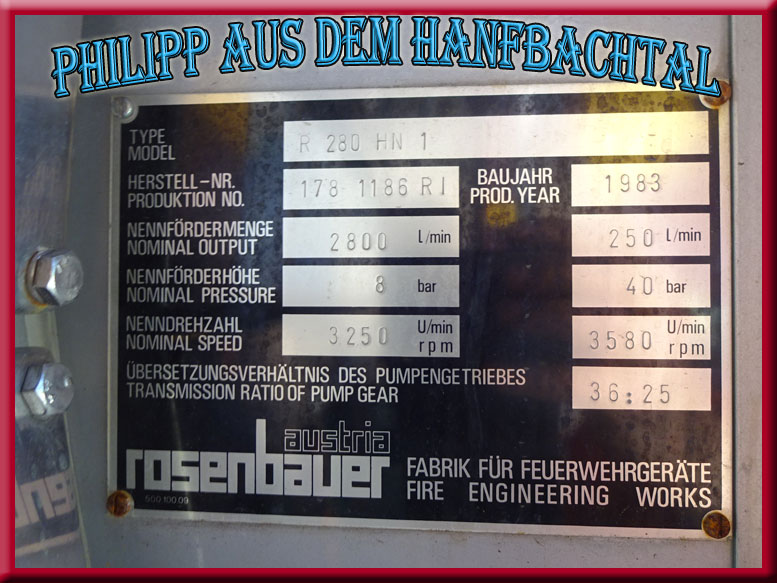 PHILIPP AUS DEM HANFBACHTAL
TYPE
MODEL
R 280 HN 1
HERSTELL-NR.
PRODUKTION NO.
178 1186 RI
BAUJAHR
PROD. YEAR
1983
NENNFÖRDERMENGE
NOMINAL OUTPUT
2800 l/min
250 l/min
NENNFÖRDERHÖHE
NOMINAL PRESSURE
8 bar
40 bar
NENNDREHZAHL
NOMINAL SPEED
3250 U/min
rpm
3580 U/min
rpm
ÜBERSETZUNGSVERHÄLTNIS DES PUMPENGETRIEBES
TRANSMISSION RATIO OF PUMP GEAR
36:25
austria
rosenbauer
FABRIK FÜR FEUERWEHRGERÄTE
FIRE ENGINEERING WORKS